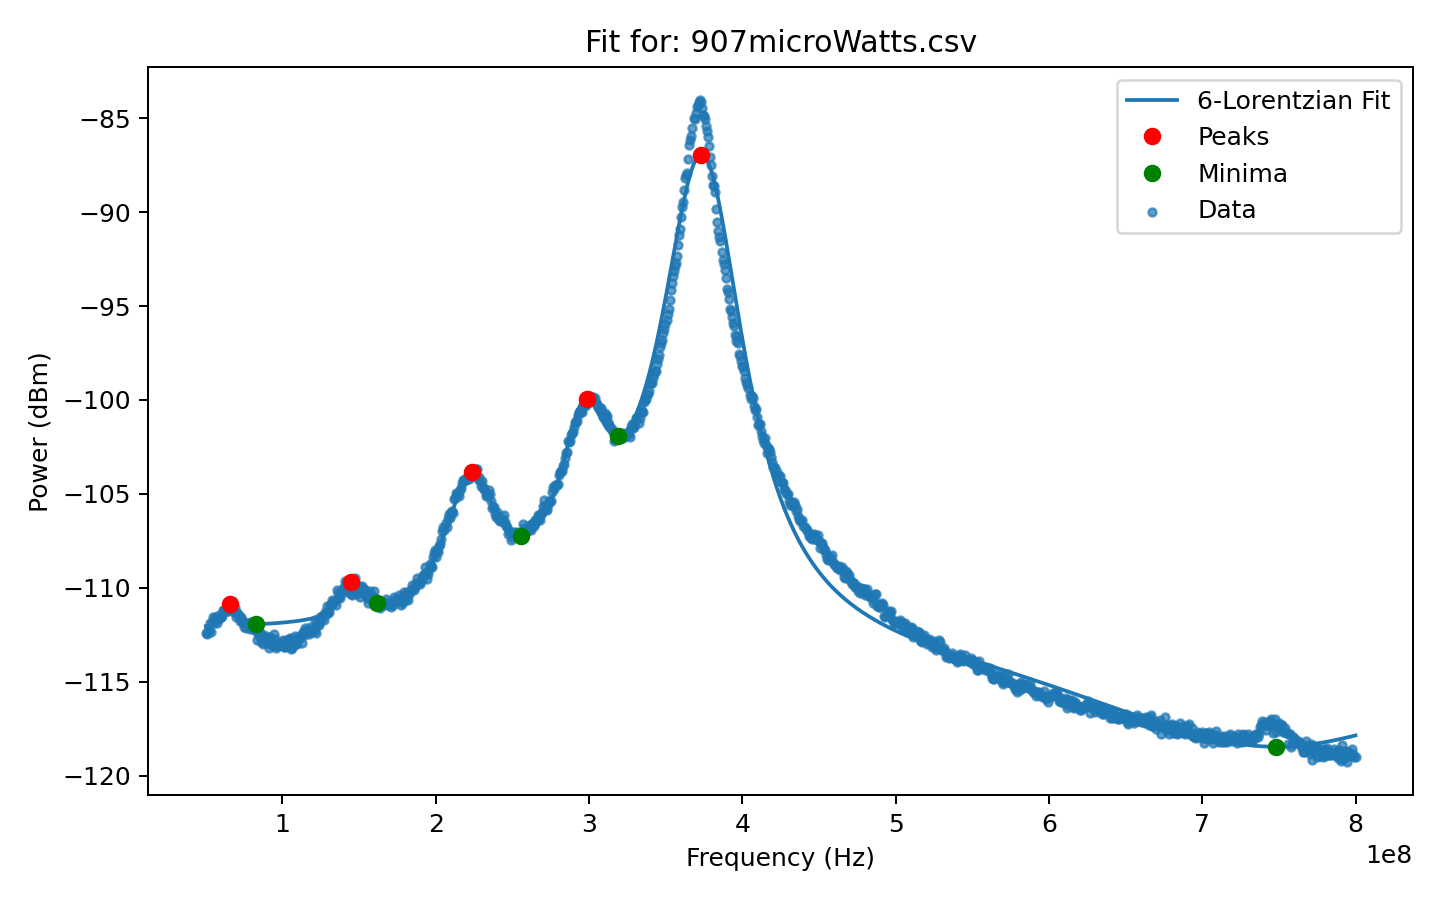 Fit for: 907microWatts.csv
6-Lorentzian Fit
Peaks
Minima
Data
Power (dBm)
−85
−90
−95
−100
−105
−110
−115
−120
1 2 3 4 5 6 7 8
1e8
Frequency (Hz)